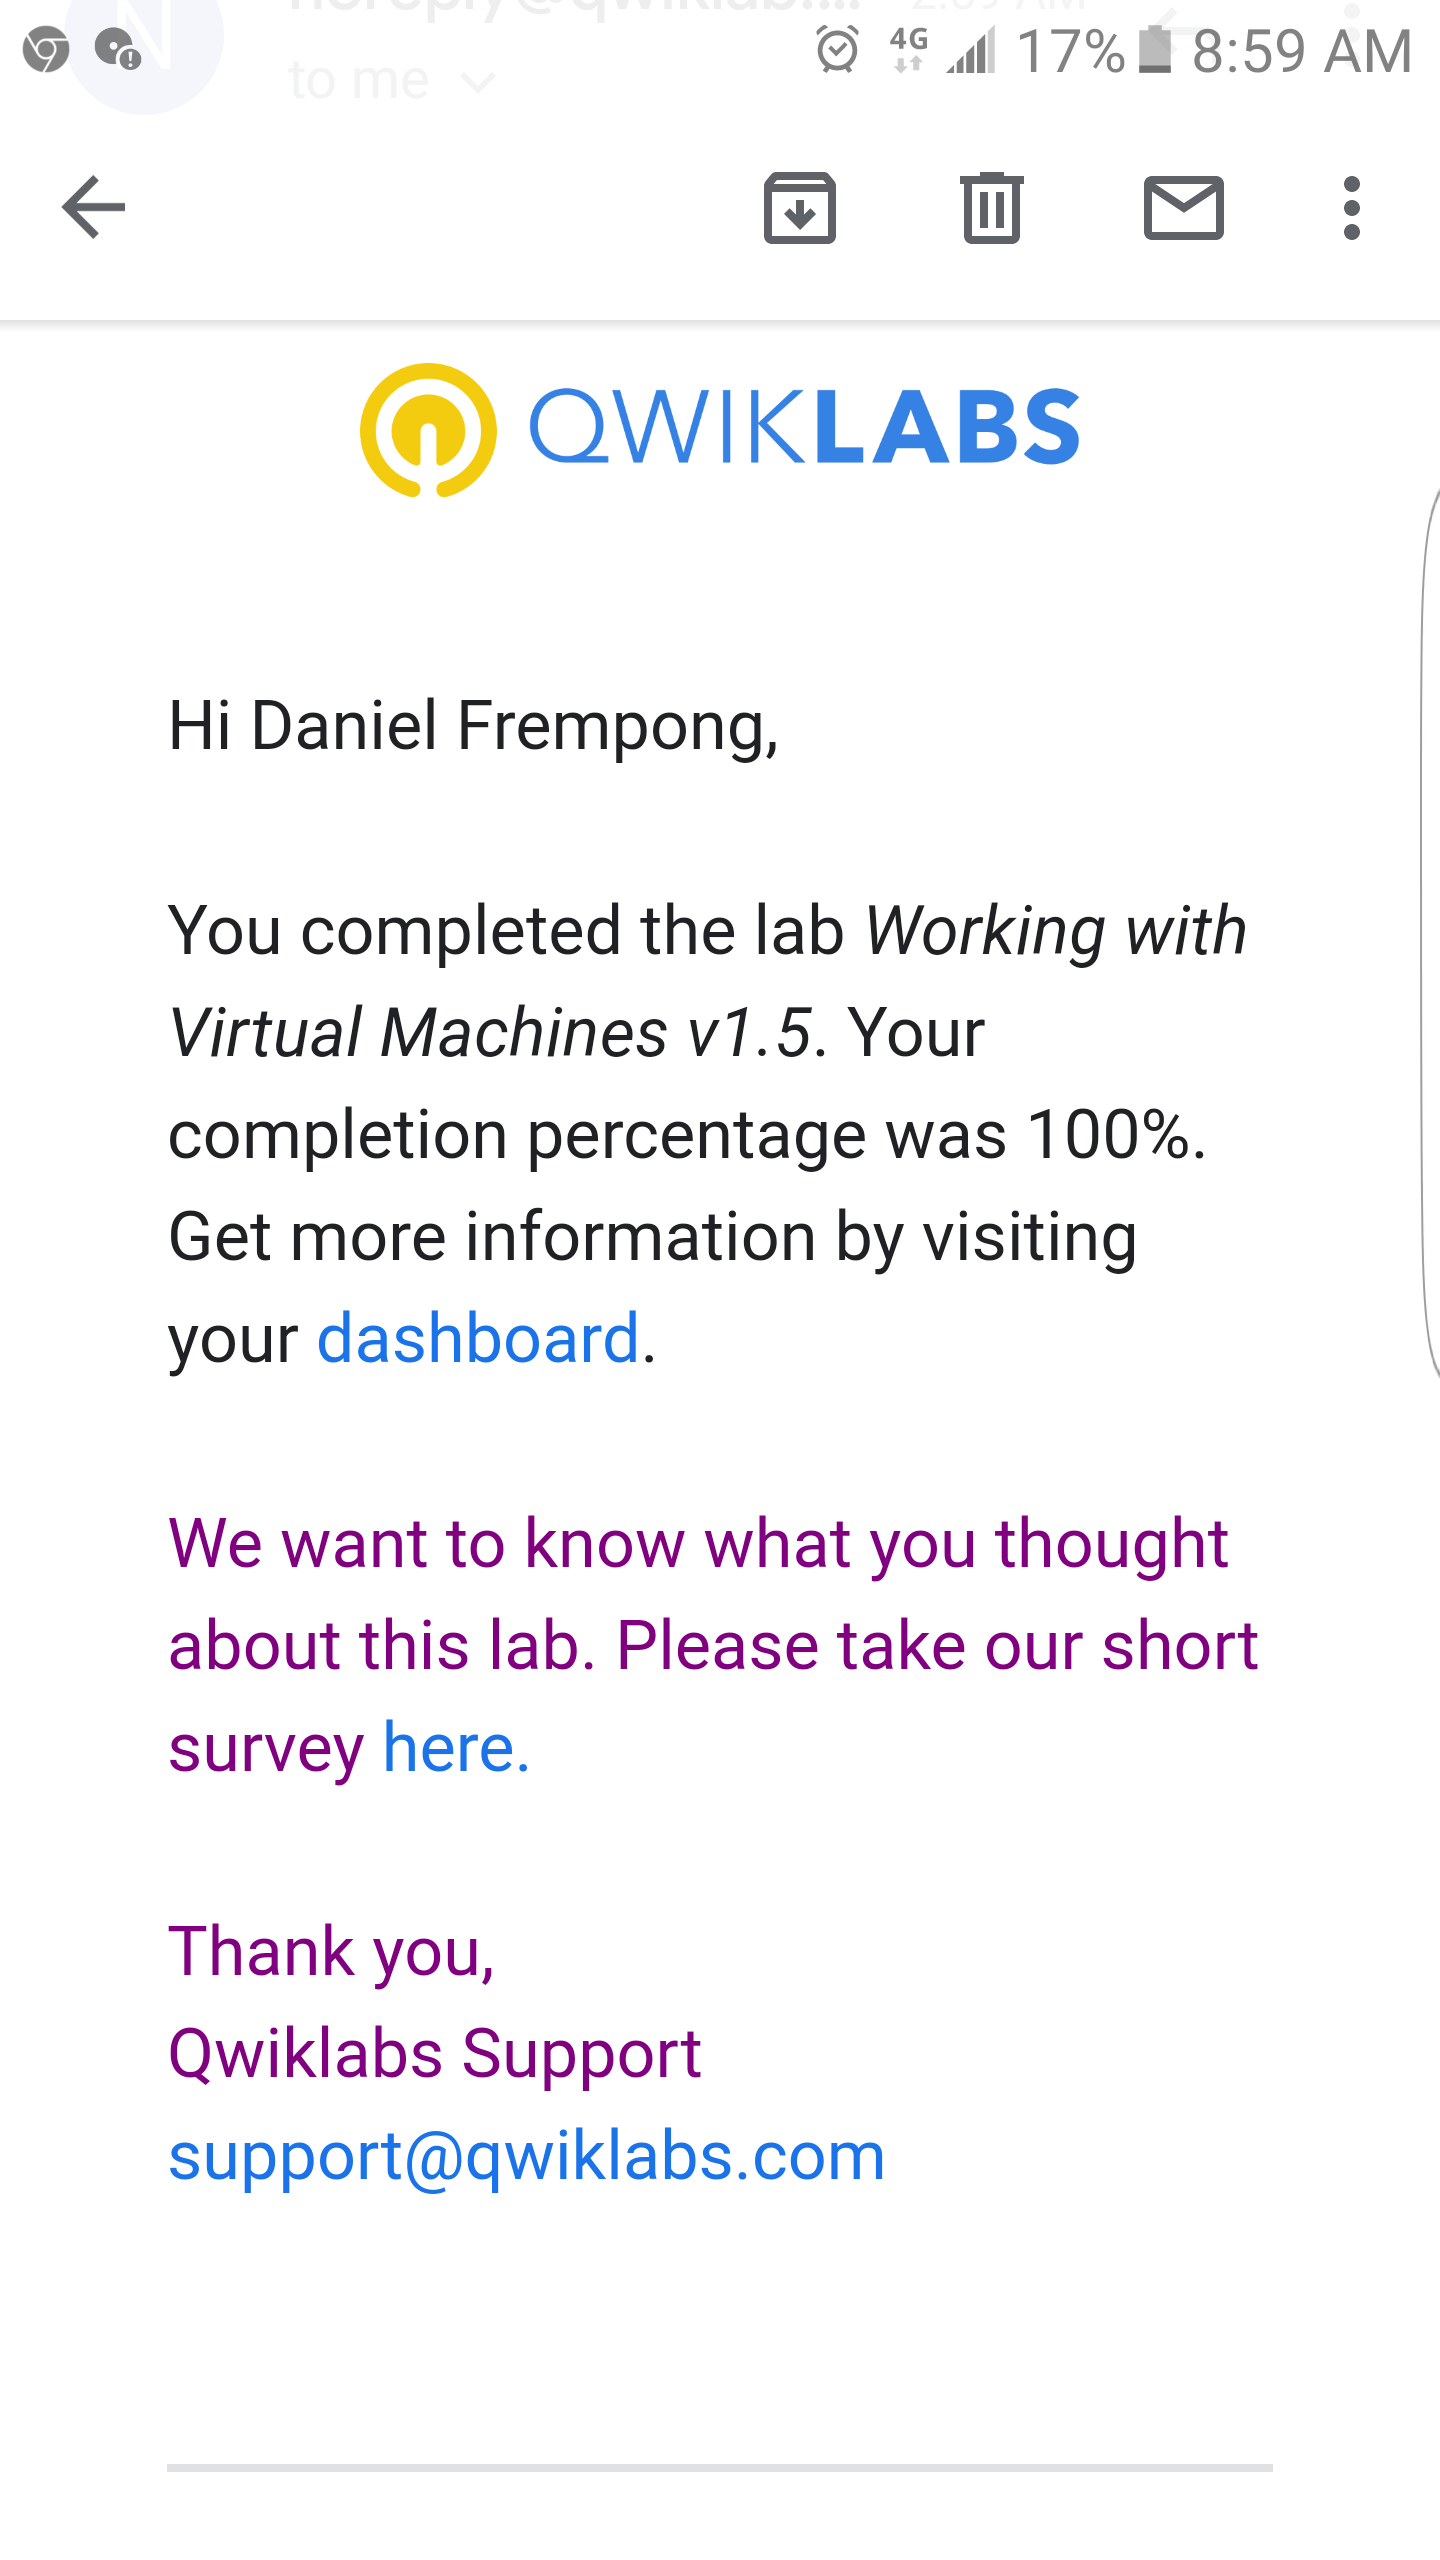 17% 8:59 AM
4G
to me
QWIKLABS
Hi Daniel Frempong,
You completed the lab Working with
Virtual Machines v1.5. Your
completion percentage was 100%.
Get more information by visiting
your dashboard.
We want to know what you thought
about this lab. Please take our short
survey here.
Thank you,
Qwiklabs Support
support@qwiklabs.com